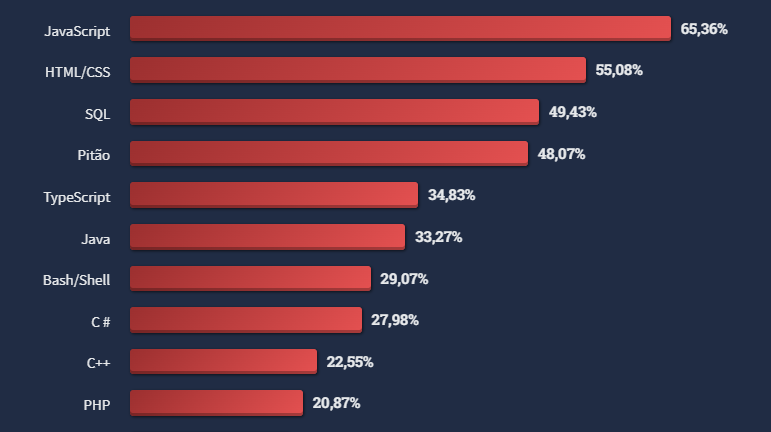 JavaScript 65,36%
HTML/CSS 55,08%
SQL 49,43%
Pitão 48,07%
TypeScript 34,83%
Java 33,27%
Bash/Shell 29,07%
C # 27,98%
C++ 22,55%
PHP 20,87%